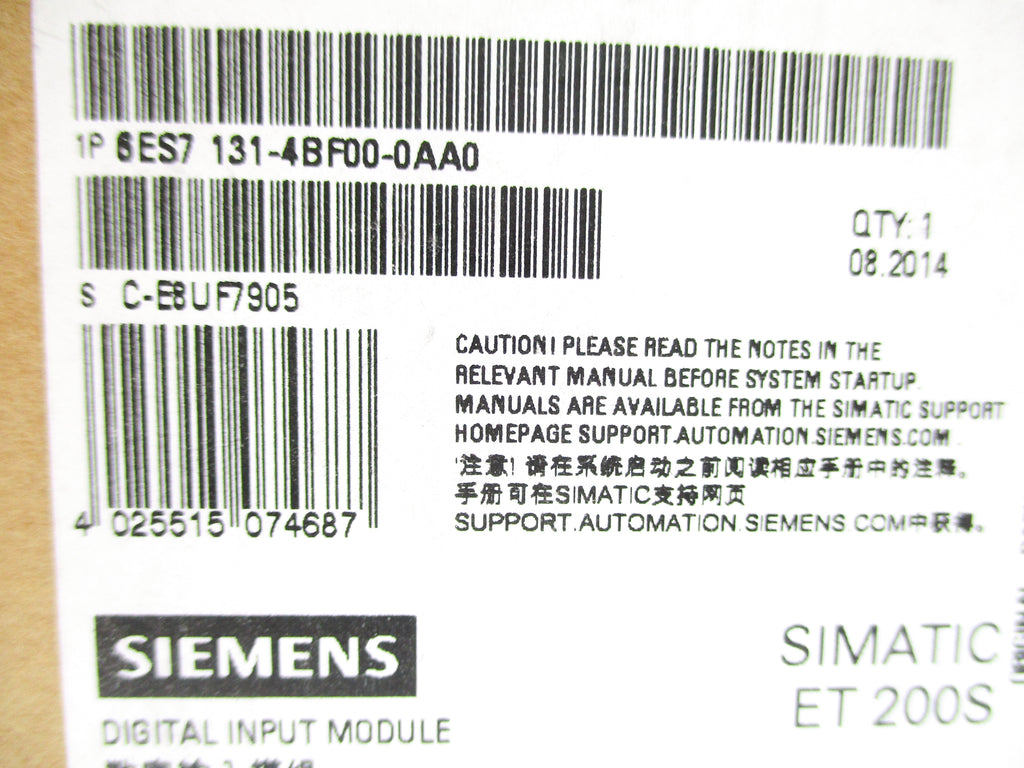 1P 6ES7 131-4BF00-0AA0
QTY: 1
08.2014
S C-E8UF7905
CAUTION! PLEASE READ THE NOTES IN THE
RELEVANT MANUAL BEFORE SYSTEM STARTUP.
MANUALS ARE AVAILABLE FROM THE SIMATIC SUPPORT
HOMEPAGE SUPPORT.AUTOMATION.SIEMENS.COM
注意! 请在系统启动之前阅读相应手册中的注释。
手册可在SIMATIC支持网页
SUPPORT.AUTOMATION.SIEMENS.COM中获得。
4 025515 074687
SIEMENS
SIMATIC
ET 200S
DIGITAL INPUT MODULE